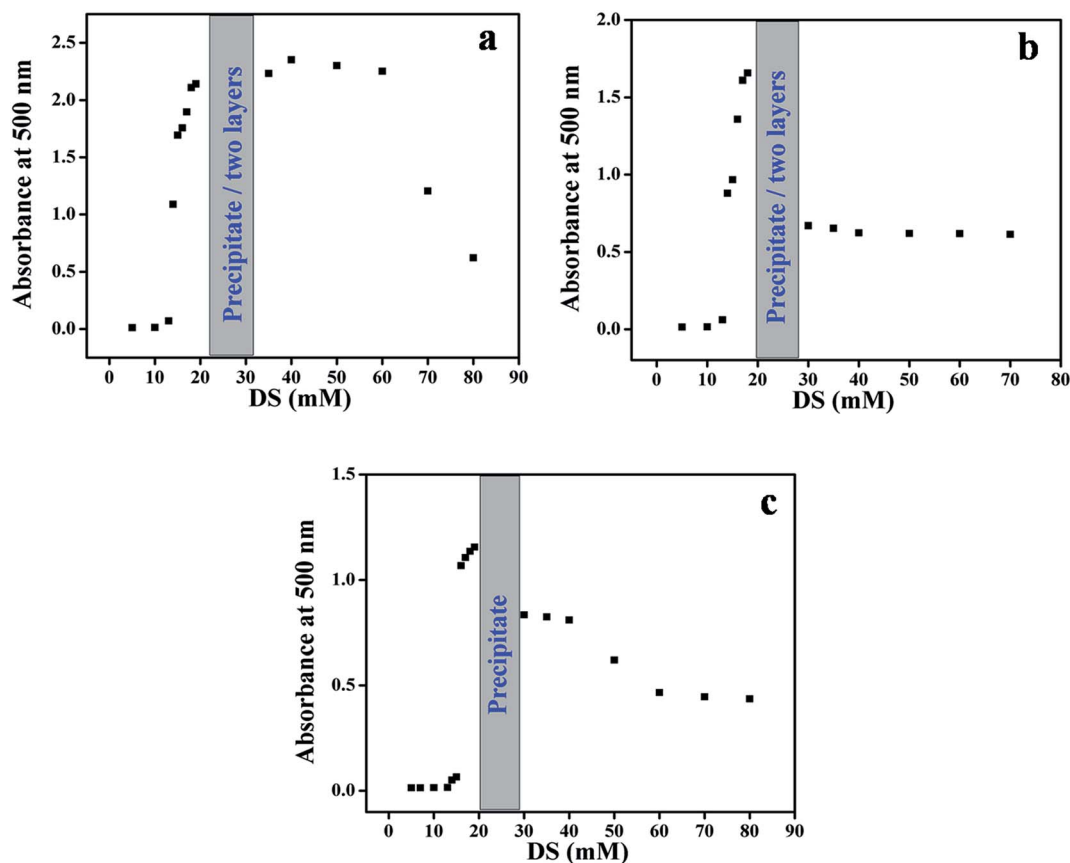 a
2.5
2.0
1.5
1.0
0.5
0.0
Absorbance at 500 nm
Precipitate / two layers
0 10 20 30 40 50 60 70 80 90
DS (mM)
b
2.0
1.5
1.0
0.5
0.0
Absorbance at 500 nm
Precipitate / two layers
0 10 20 30 40 50 60 70 80
DS (mM)
c
1.5
1.0
0.5
0.0
Absorbance at 500 nm
Precipitate
0 10 20 30 40 50 60 70 80 90
DS (mM)